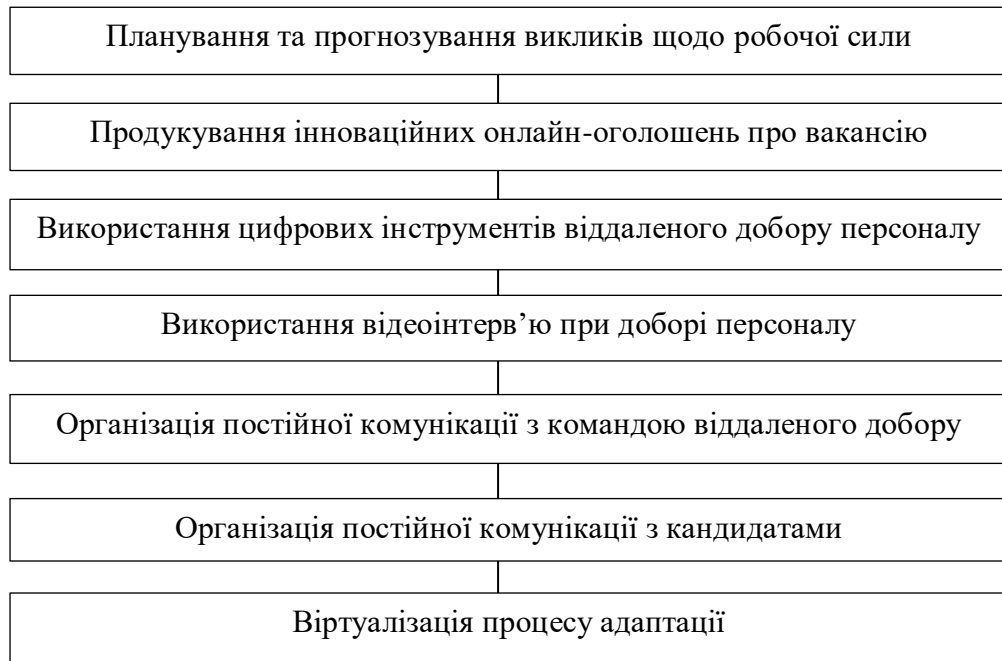 Планування та прогнозування викликів щодо робочої сили
Продукування інноваційних онлайн-оголошень про вакансію
Використання цифрових інструментів віддаленого добору персоналу
Використання відеоінтерв’ю при доборі персоналу
Організація постійної комунікації з командою віддаленого добору
Організація постійної комунікації з кандидатами
Віртуалізація процесу адаптації